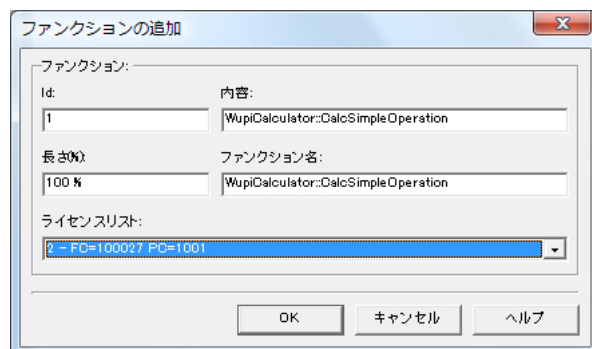 ファンクションの追加
ファンクション:
Id: 内容:
1 WupiCalculator::CalcSimpleOperation
長さ(%): ファンクション名:
100 % WupiCalculator::CalcSimpleOperation
ライセンスリスト:
2 - FC=100027 PC=1001
OK キャンセル ヘルプ